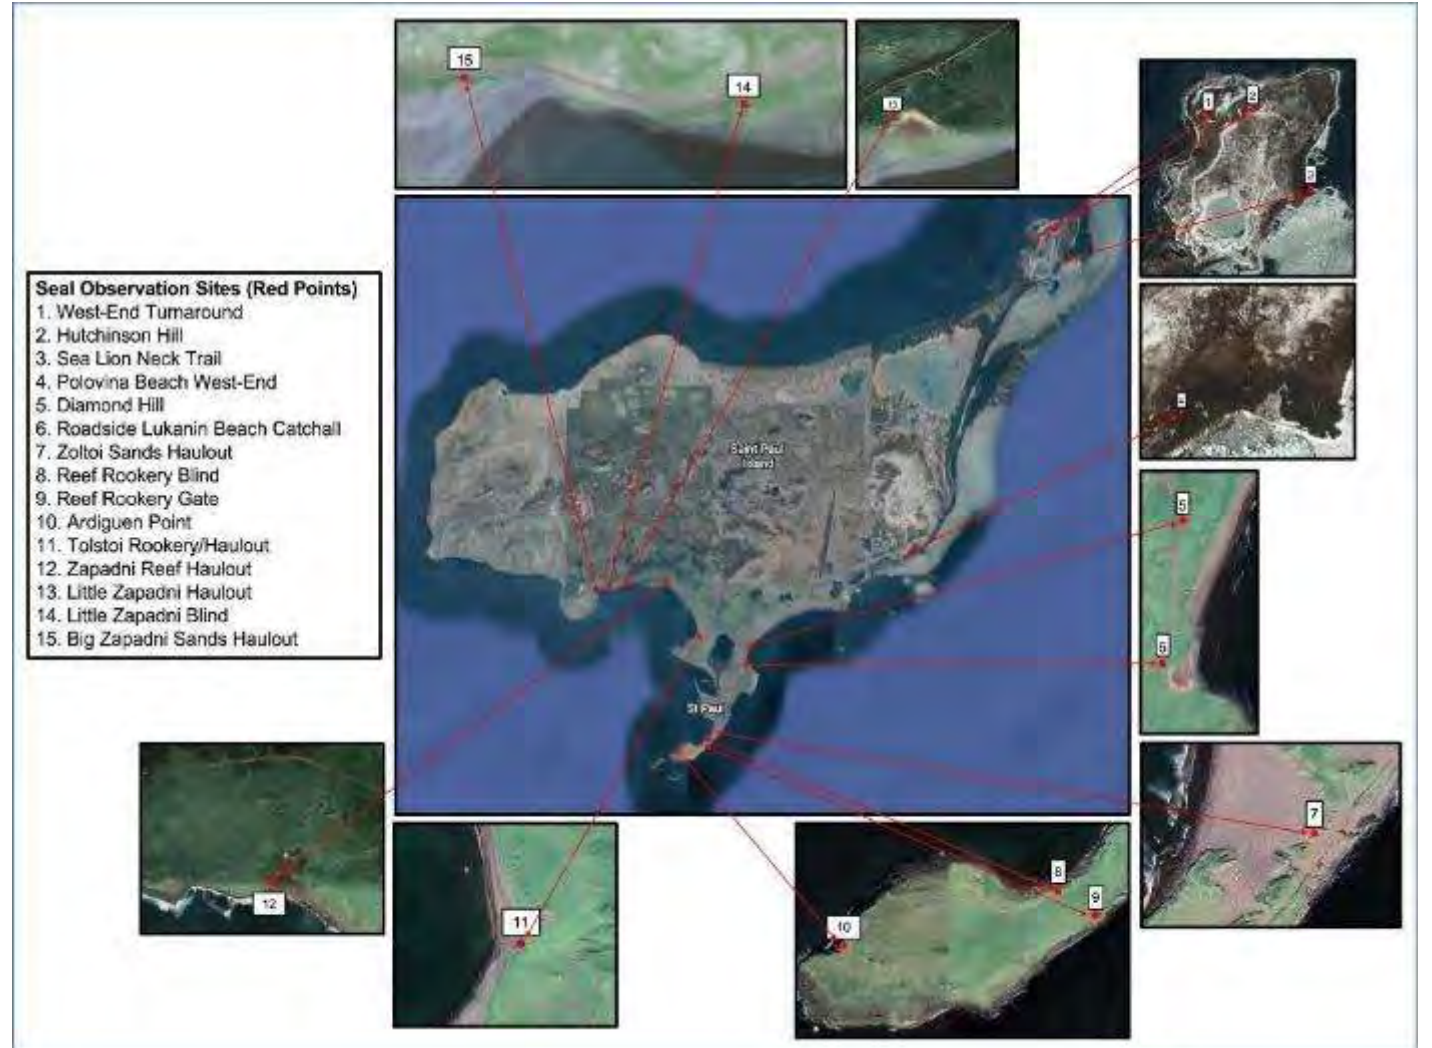 15
14
13
1
2
3
Seal Observation Sites (Red Points)
1. West-End Turnaround
2. Hutchinson Hill
3. Sea Lion Neck Trail
4. Polovina Beach West-End
5. Diamond Hill
6. Roadside Lukanin Beach Catchall
7. Zoltoi Sands Haulout
8. Reef Rookery Blind
9. Reef Rookery Gate
10. Ardiguen Point
11. Tolstoi Rookery/Haulout
12. Zapadni Reef Haulout
13. Little Zapadni Haulout
14. Little Zapadni Blind
15. Big Zapadni Sands Haulout
Saint Paul
Island
5
St Paul
7
8
9
10
11
12